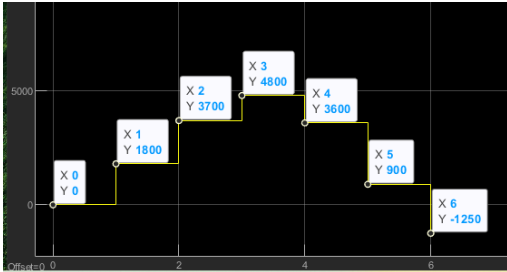 X 3
Y 4800
X 2
Y 3700
X 4
Y 3600
5000
X 1
Y 1800
X 5
Y 900
X 0
Y 0
X 6
Y -1250
0
Offset=0
0
2
4
6